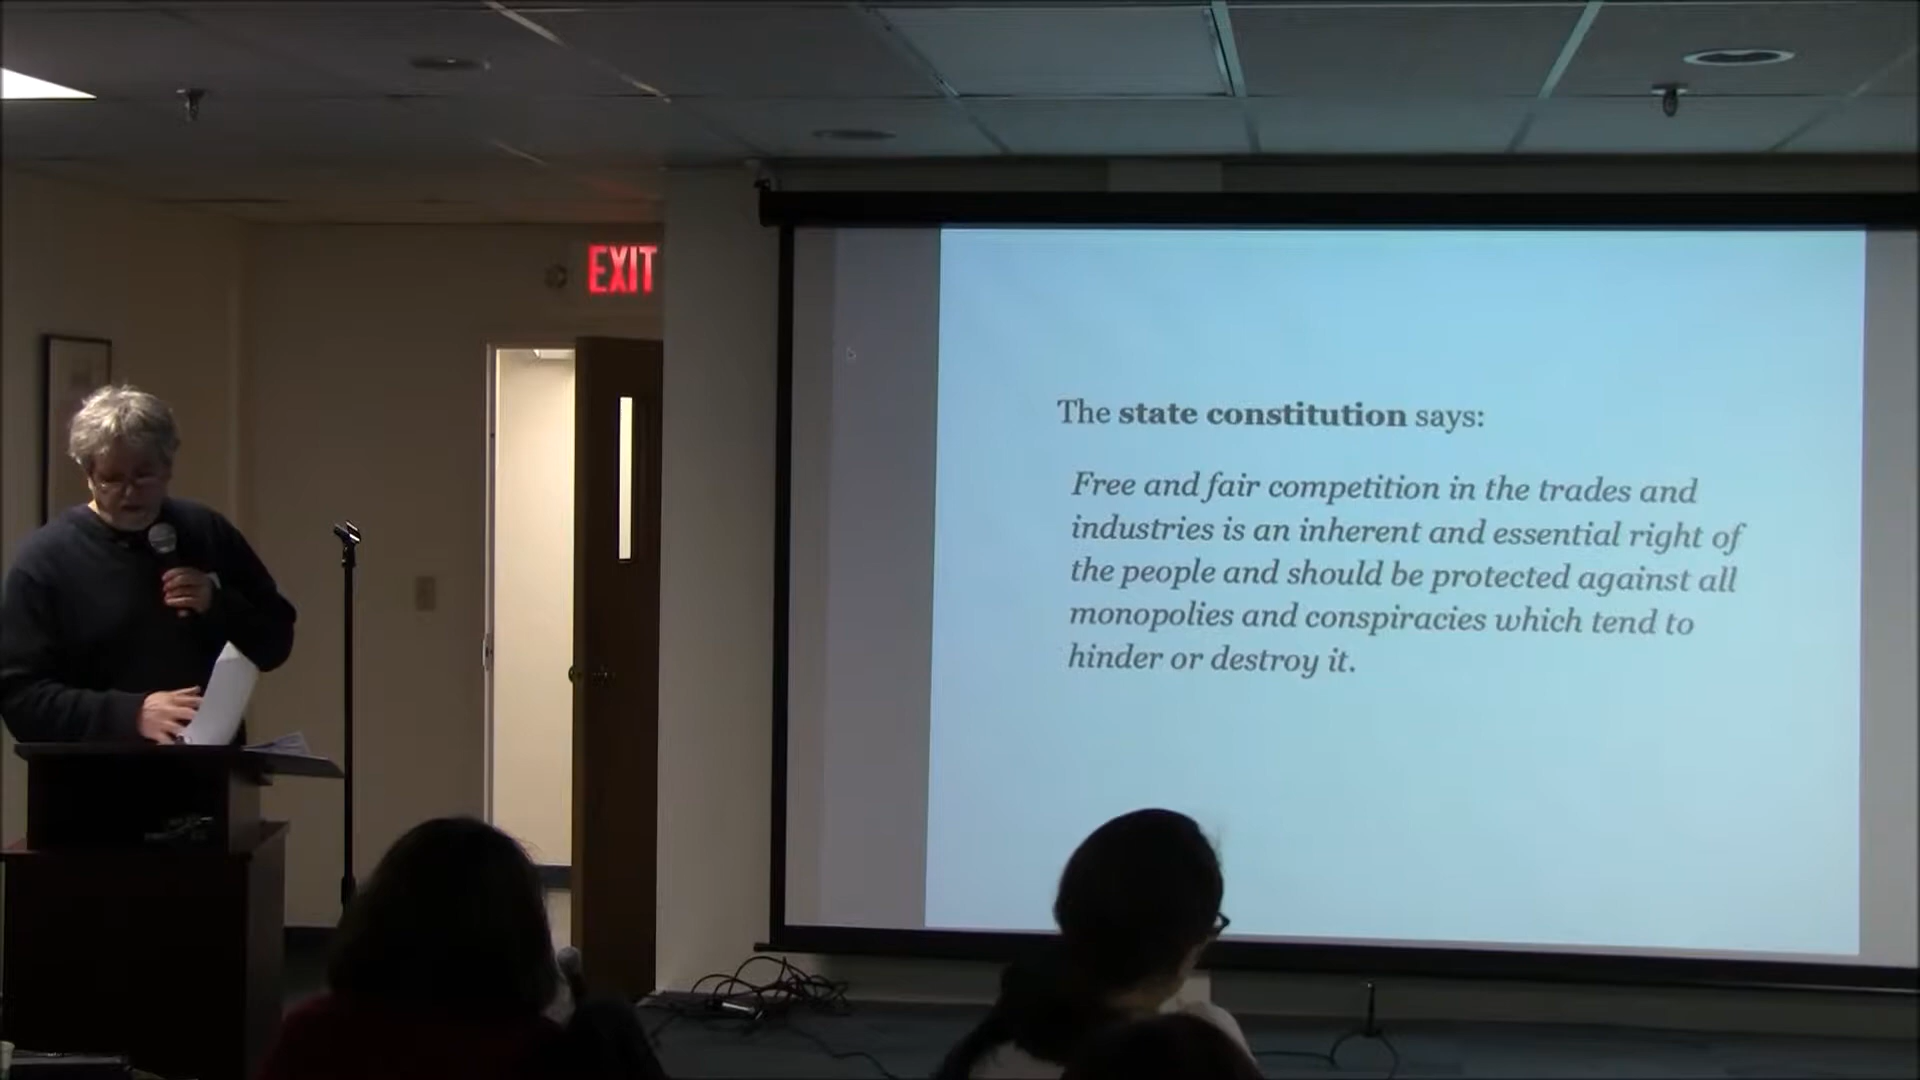 EXIT
The state constitution says:
Free and fair competition in the trades and
industries is an inherent and essential right of
the people and should be protected against all
monopolies and conspiracies which tend to
hinder or destroy it.